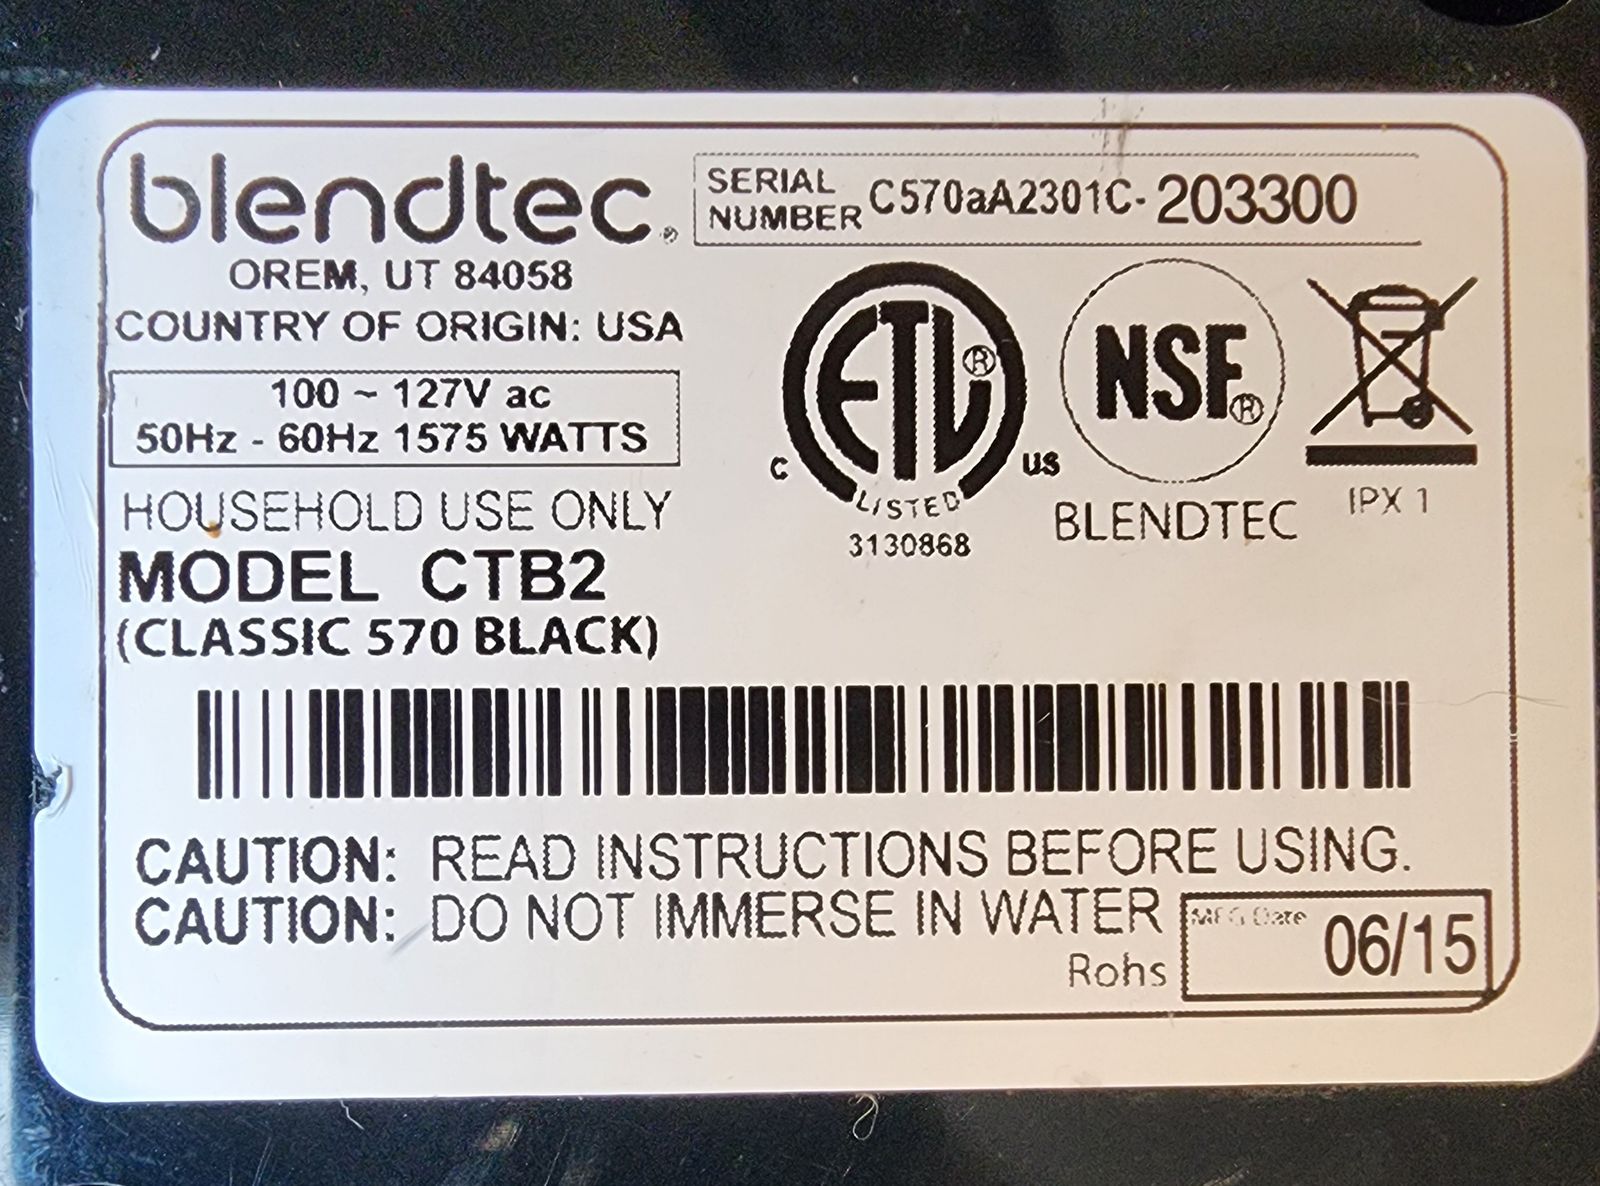 blendtec®
SERIAL NUMBER C570aA2301C-203300
OREM, UT 84058
COUNTRY OF ORIGIN: USA
100 ~ 127V ac
50Hz - 60Hz 1575 WATTS
HOUSEHOLD USE ONLY
MODEL CTB2
(CLASSIC 570 BLACK)
ETL®
C US
LISTED
3130868
NSF®
BLENDTEC
IPX 1
CAUTION: READ INSTRUCTIONS BEFORE USING.
CAUTION: DO NOT IMMERSE IN WATER
Rohs
MFG Date 06/15